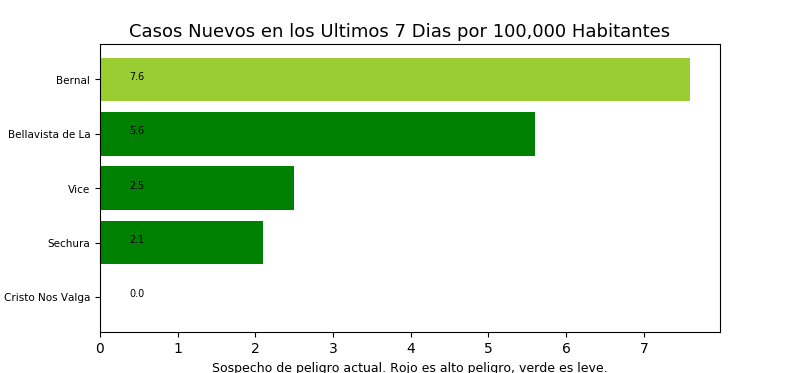 Casos Nuevos en los Ultimos 7 Dias por 100,000 Habitantes
Bernal 7.6
Bellavista de La 5.6
Vice 2.5
Sechura 2.1
Cristo Nos Valga 0.0
0 1 2 3 4 5 6 7
Sospecho de peligro actual. Rojo es alto peligro, verde es leve.